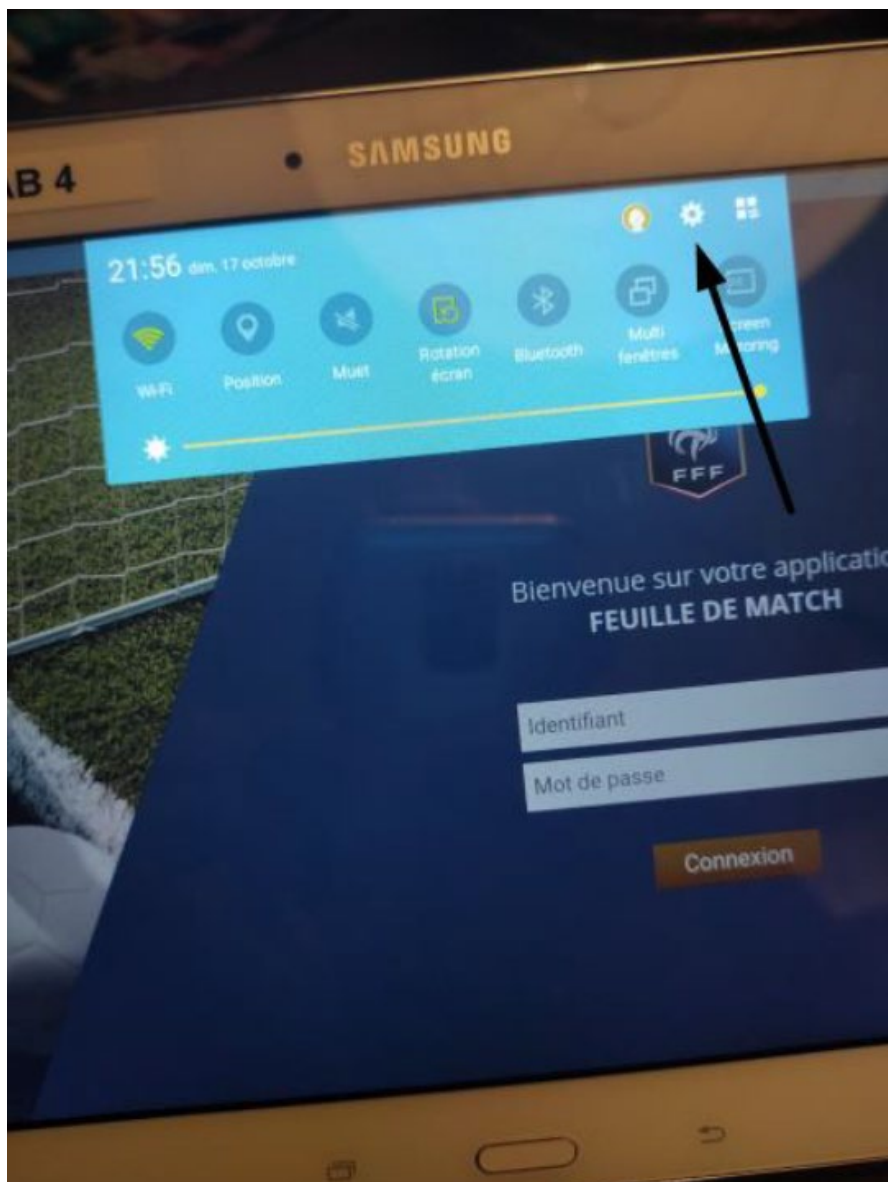 SAMSUNG
AB 4
21:56 dim. 17 octobre
Wi-Fi
Position
Muet
Rotation
écran
Bluetooth
Multi
fenêtres
Screen
Mirroring
FFF
Bienvenue sur votre applicatio
FEUILLE DE MATCH
Identifiant
Mot de passe
Connexion